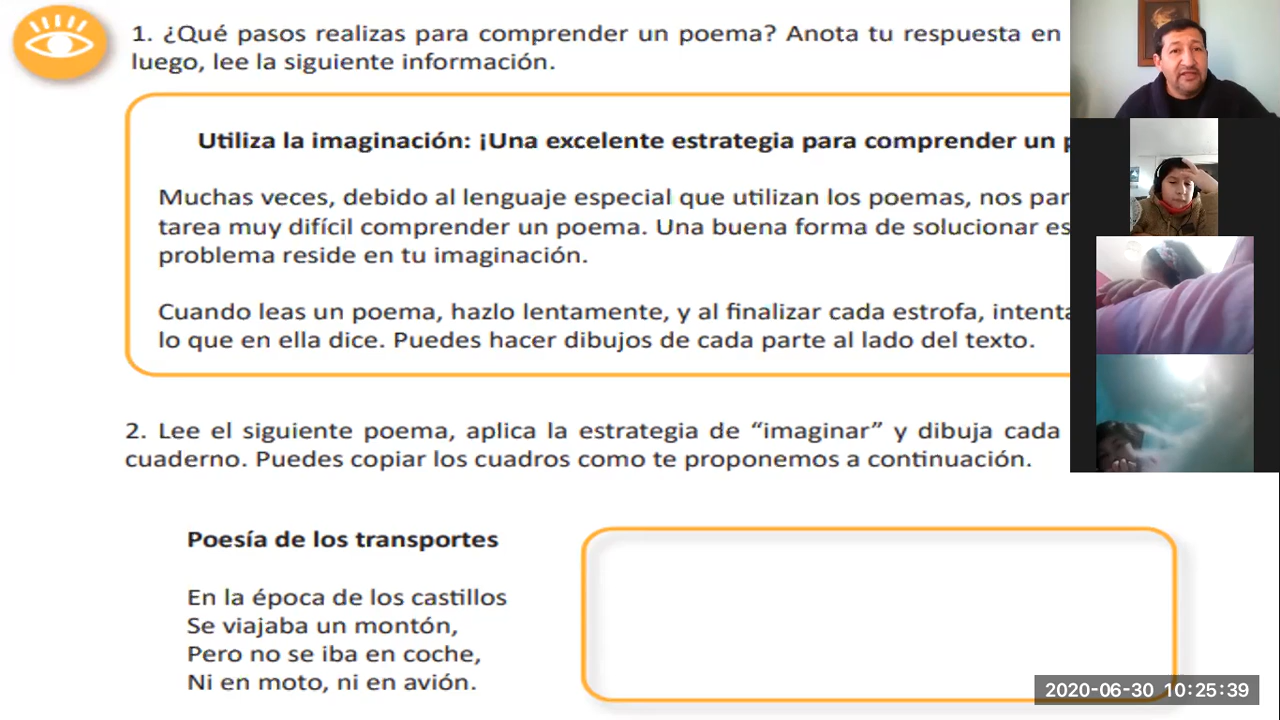 1. ¿Qué pasos realizas para comprender un poema? Anota tu respuesta en
luego, lee la siguiente información.
Utiliza la imaginación: ¡Una excelente estrategia para comprender un
Muchas veces, debido al lenguaje especial que utilizan los poemas, nos
tarea muy difícil comprender un poema. Una buena forma de solucionar
problema reside en tu imaginación.
Cuando leas un poema, hazlo lentamente, y al finalizar cada estrofa,
lo que en ella dice. Puedes hacer dibujos de cada parte al lado del texto.
2. Lee el siguiente poema, aplica la estrategia de “imaginar” y dibuja cada
cuaderno. Puedes copiar los cuadros como te proponemos a continuación.
Poesía de los transportes
En la época de los castillos
Se viajaba un montón,
Pero no se iba en coche,
Ni en moto, ni en avión.
2020-06-30 10:25:39